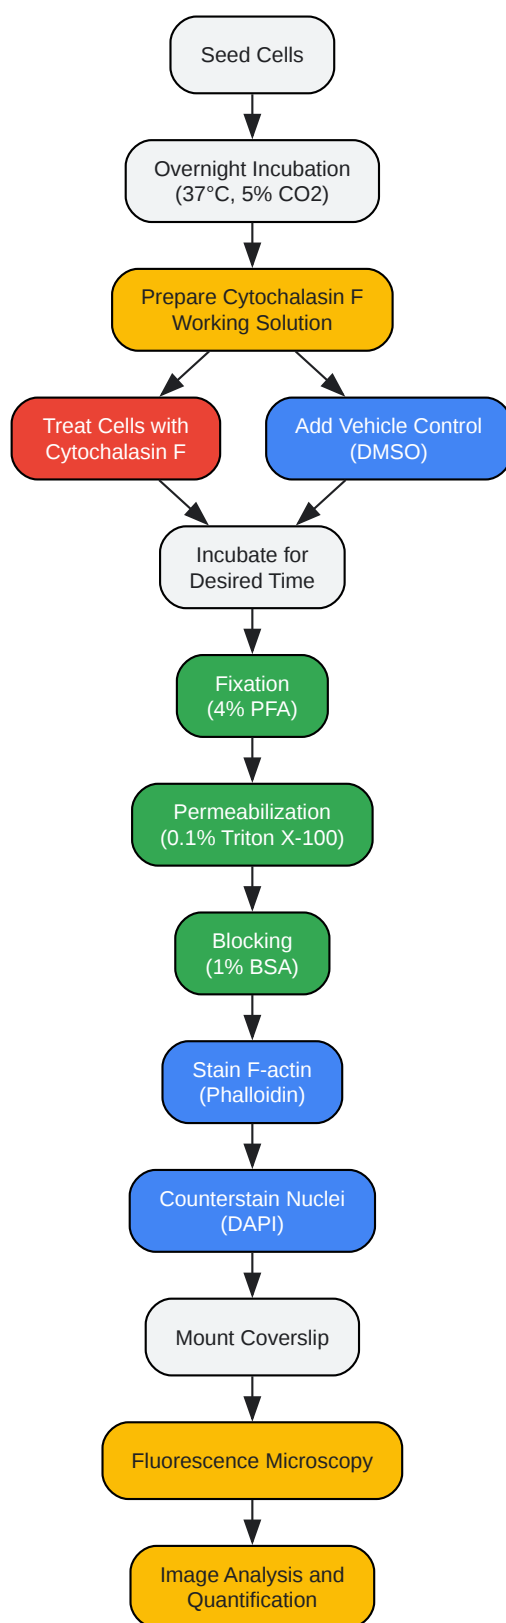 Seed Cells
Overnight Incubation
(37°C, 5% CO2)
Prepare Cytochalasin F
Working Solution
Treat Cells with
Cytochalasin F
Add Vehicle Control
(DMSO)
Incubate for
Desired Time
Fixation
(4% PFA)
Permeabilization
(0.1% Triton X-100)
Blocking
(1% BSA)
Stain F-actin
(Phalloidin)
Counterstain Nuclei
(DAPI)
Mount Coverslip
Fluorescence Microscopy
Image Analysis and
Quantification